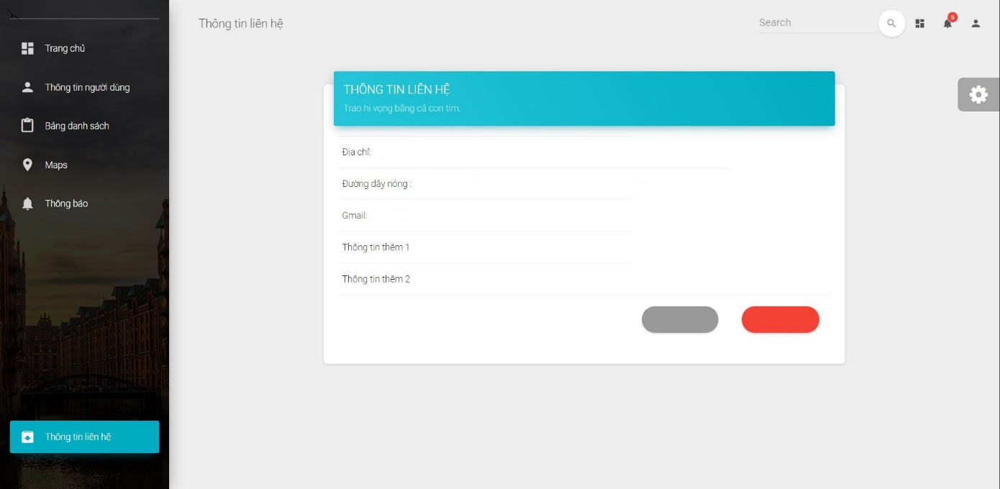 Trang chủ
Thông tin người dùng
Bảng danh sách
Maps
Thông báo
Thông tin liên hệ
Thông tin liên hệ
Search
5
THÔNG TIN LIÊN HỆ
Trao hi vọng bằng cả con tim.
Địa chỉ:
Đường dây nóng :
Gmail:
Thông tin thêm 1
Thông tin thêm 2